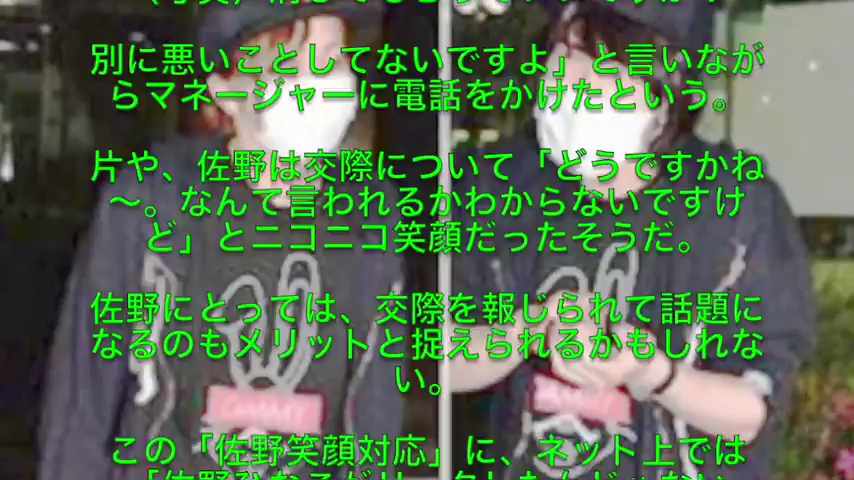 別に悪いことしてないですよ」と言いなが
らマネージャーに電話をかけたという。
片や、佐野は交際について「どうですかね
〜。なんて言われるかわからないですけ
ど」とニコニコ笑顔だったそうだ。
佐野にとっては、交際を報じられて話題に
なるのもメリットと捉えられるかもしれな
い。
この「佐野笑顔対応」に、ネット上では